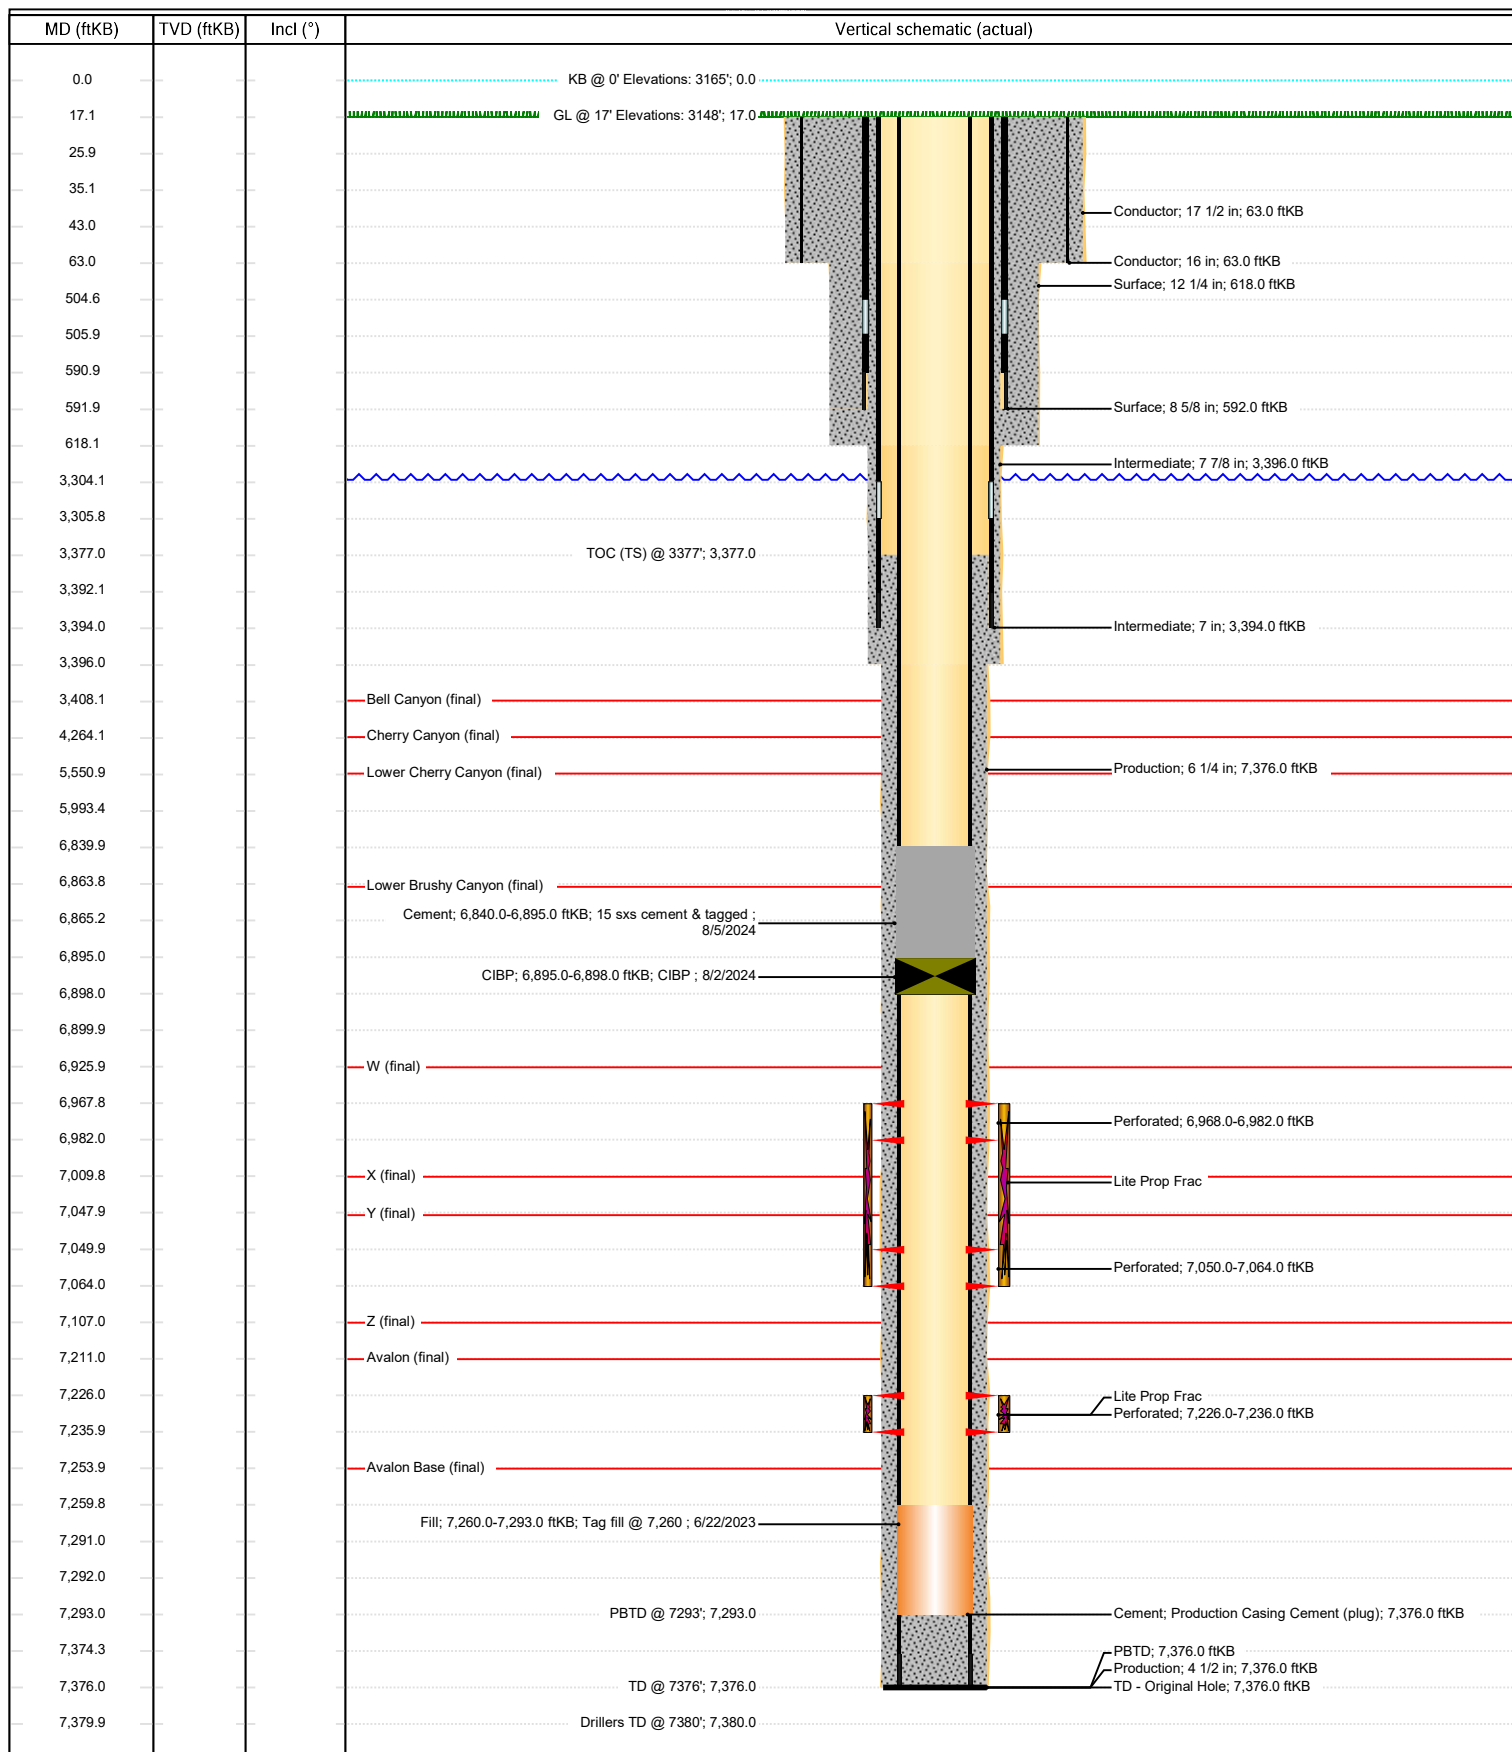 MD (ftKB) TVD (ftKB) Incl (°) Vertical schematic (actual)
0.0 KB @ 0' Elevations: 3165'; 0.0
17.1 GL @ 17' Elevations: 3148'; 17.0
25.9
35.1
Conductor; 17 1/2 in; 63.0 ftKB
43.0
63.0 Conductor; 16 in; 63.0 ftKB
Surface; 12 1/4 in; 618.0 ftKB
504.6
505.9
590.9
591.9 Surface; 8 5/8 in; 592.0 ftKB
618.1
Intermediate; 7 7/8 in; 3,396.0 ftKB
3,304.1
3,305.8
3,377.0 TOC (TS) @ 3377'; 3,377.0
3,392.1
3,394.0 Intermediate; 7 in; 3,394.0 ftKB
3,396.0
3,408.1 Bell Canyon (final)
4,264.1 Cherry Canyon (final)
5,550.9 Lower Cherry Canyon (final) Production; 6 1/4 in; 7,376.0 ftKB
5,993.4
6,839.9
6,863.8 Lower Brushy Canyon (final)
6,865.2 Cement; 6,840.0-6,895.0 ftKB; 15 sxs cement & tagged ;
8/5/2024
6,895.0
CIBP; 6,895.0-6,898.0 ftKB; CIBP ; 8/2/2024
6,898.0
6,899.9
6,925.9 W (final)
6,967.8
Perforated; 6,968.0-6,982.0 ftKB
6,982.0
7,009.8 X (final)
Lite Prop Frac
7,047.9 Y (final)
7,049.9
Perforated; 7,050.0-7,064.0 ftKB
7,064.0
7,107.0 Z (final)
7,211.0 Avalon (final)
7,226.0 Lite Prop Frac
Perforated; 7,226.0-7,236.0 ftKB
7,235.9
7,253.9 Avalon Base (final)
7,259.8
Fill; 7,260.0-7,293.0 ftKB; Tag fill @ 7,260 ; 6/22/2023
7,291.0
7,292.0
7,293.0 PBTD @ 7293'; 7,293.0 Cement; Production Casing Cement (plug); 7,376.0 ftKB
7,374.3 PBTD; 7,376.0 ftKB
Production; 4 1/2 in; 7,376.0 ftKB
7,376.0 TD @ 7376'; 7,376.0 TD - Original Hole; 7,376.0 ftKB
7,379.9 Drillers TD @ 7380'; 7,380.0